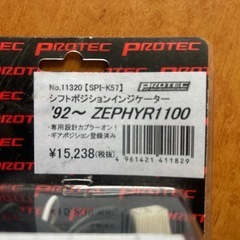 PROTEC PROTEC PROTEC
No.11320【SPI-K57】
PROTEC
シフトポジションインジケーター
'92～ ZEPHYR1100
・専用設計カプラーオン！
・ギアポジション登録済み
¥15,238(税抜)
4 961421 411829